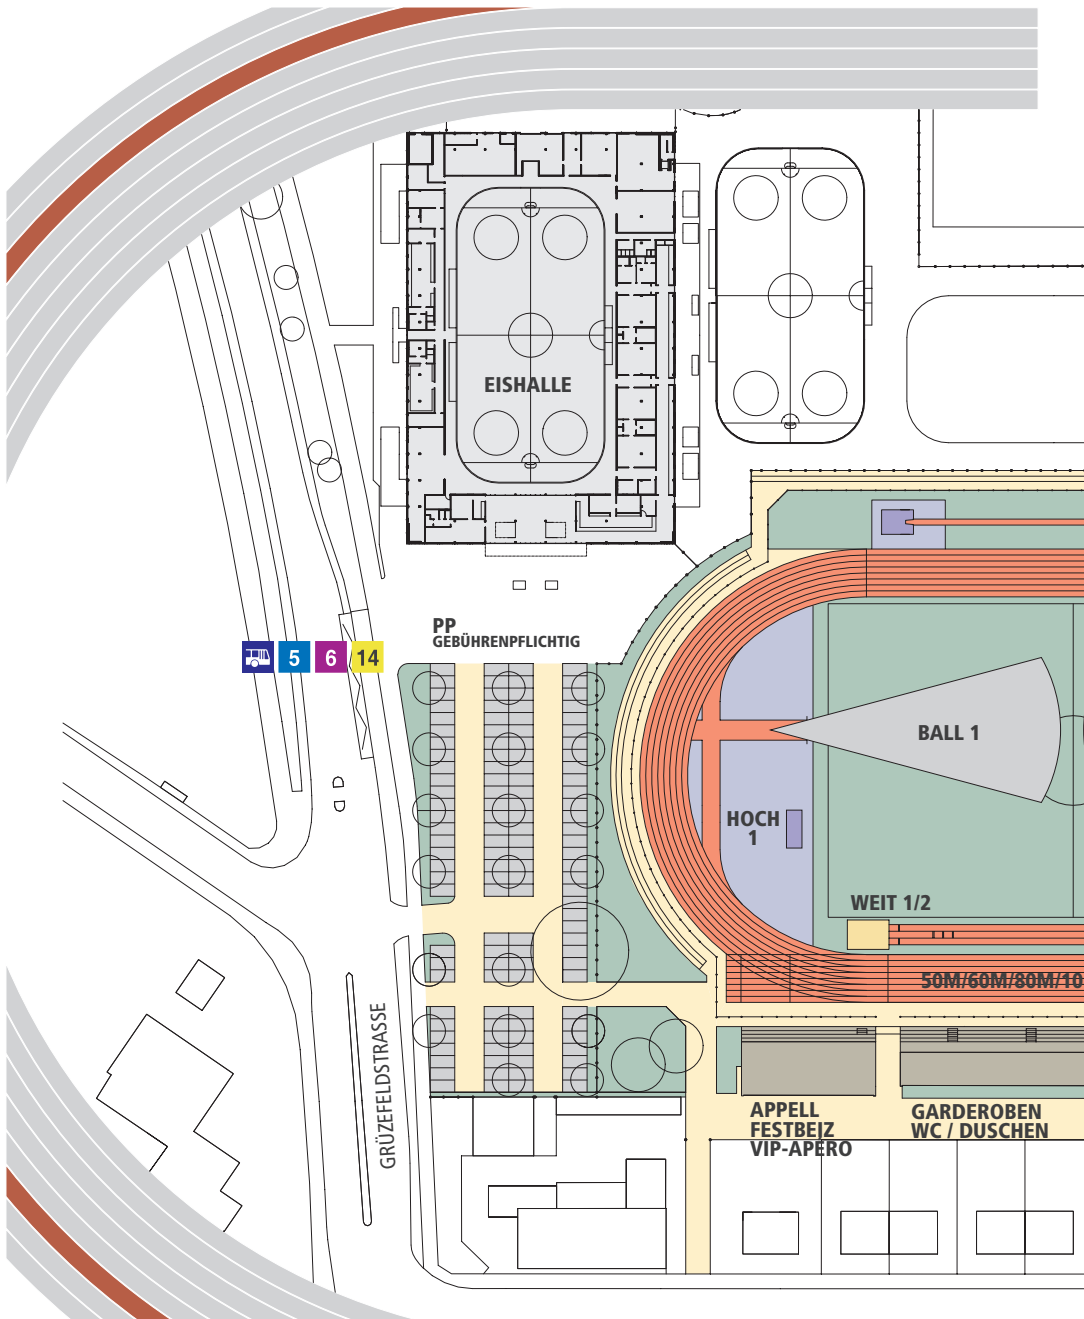 EISHALLE
PP
GEBÜHRENPFLICHTIG
5 6 14
BALL 1
HOCH
1
WEIT 1/2
50M/60M/80M/10
GRÜZEFELDSTRASSE
APPELL
FESTBEIZ
VIP-APÉRO
GARDEROBEN
WC / DUSCHEN